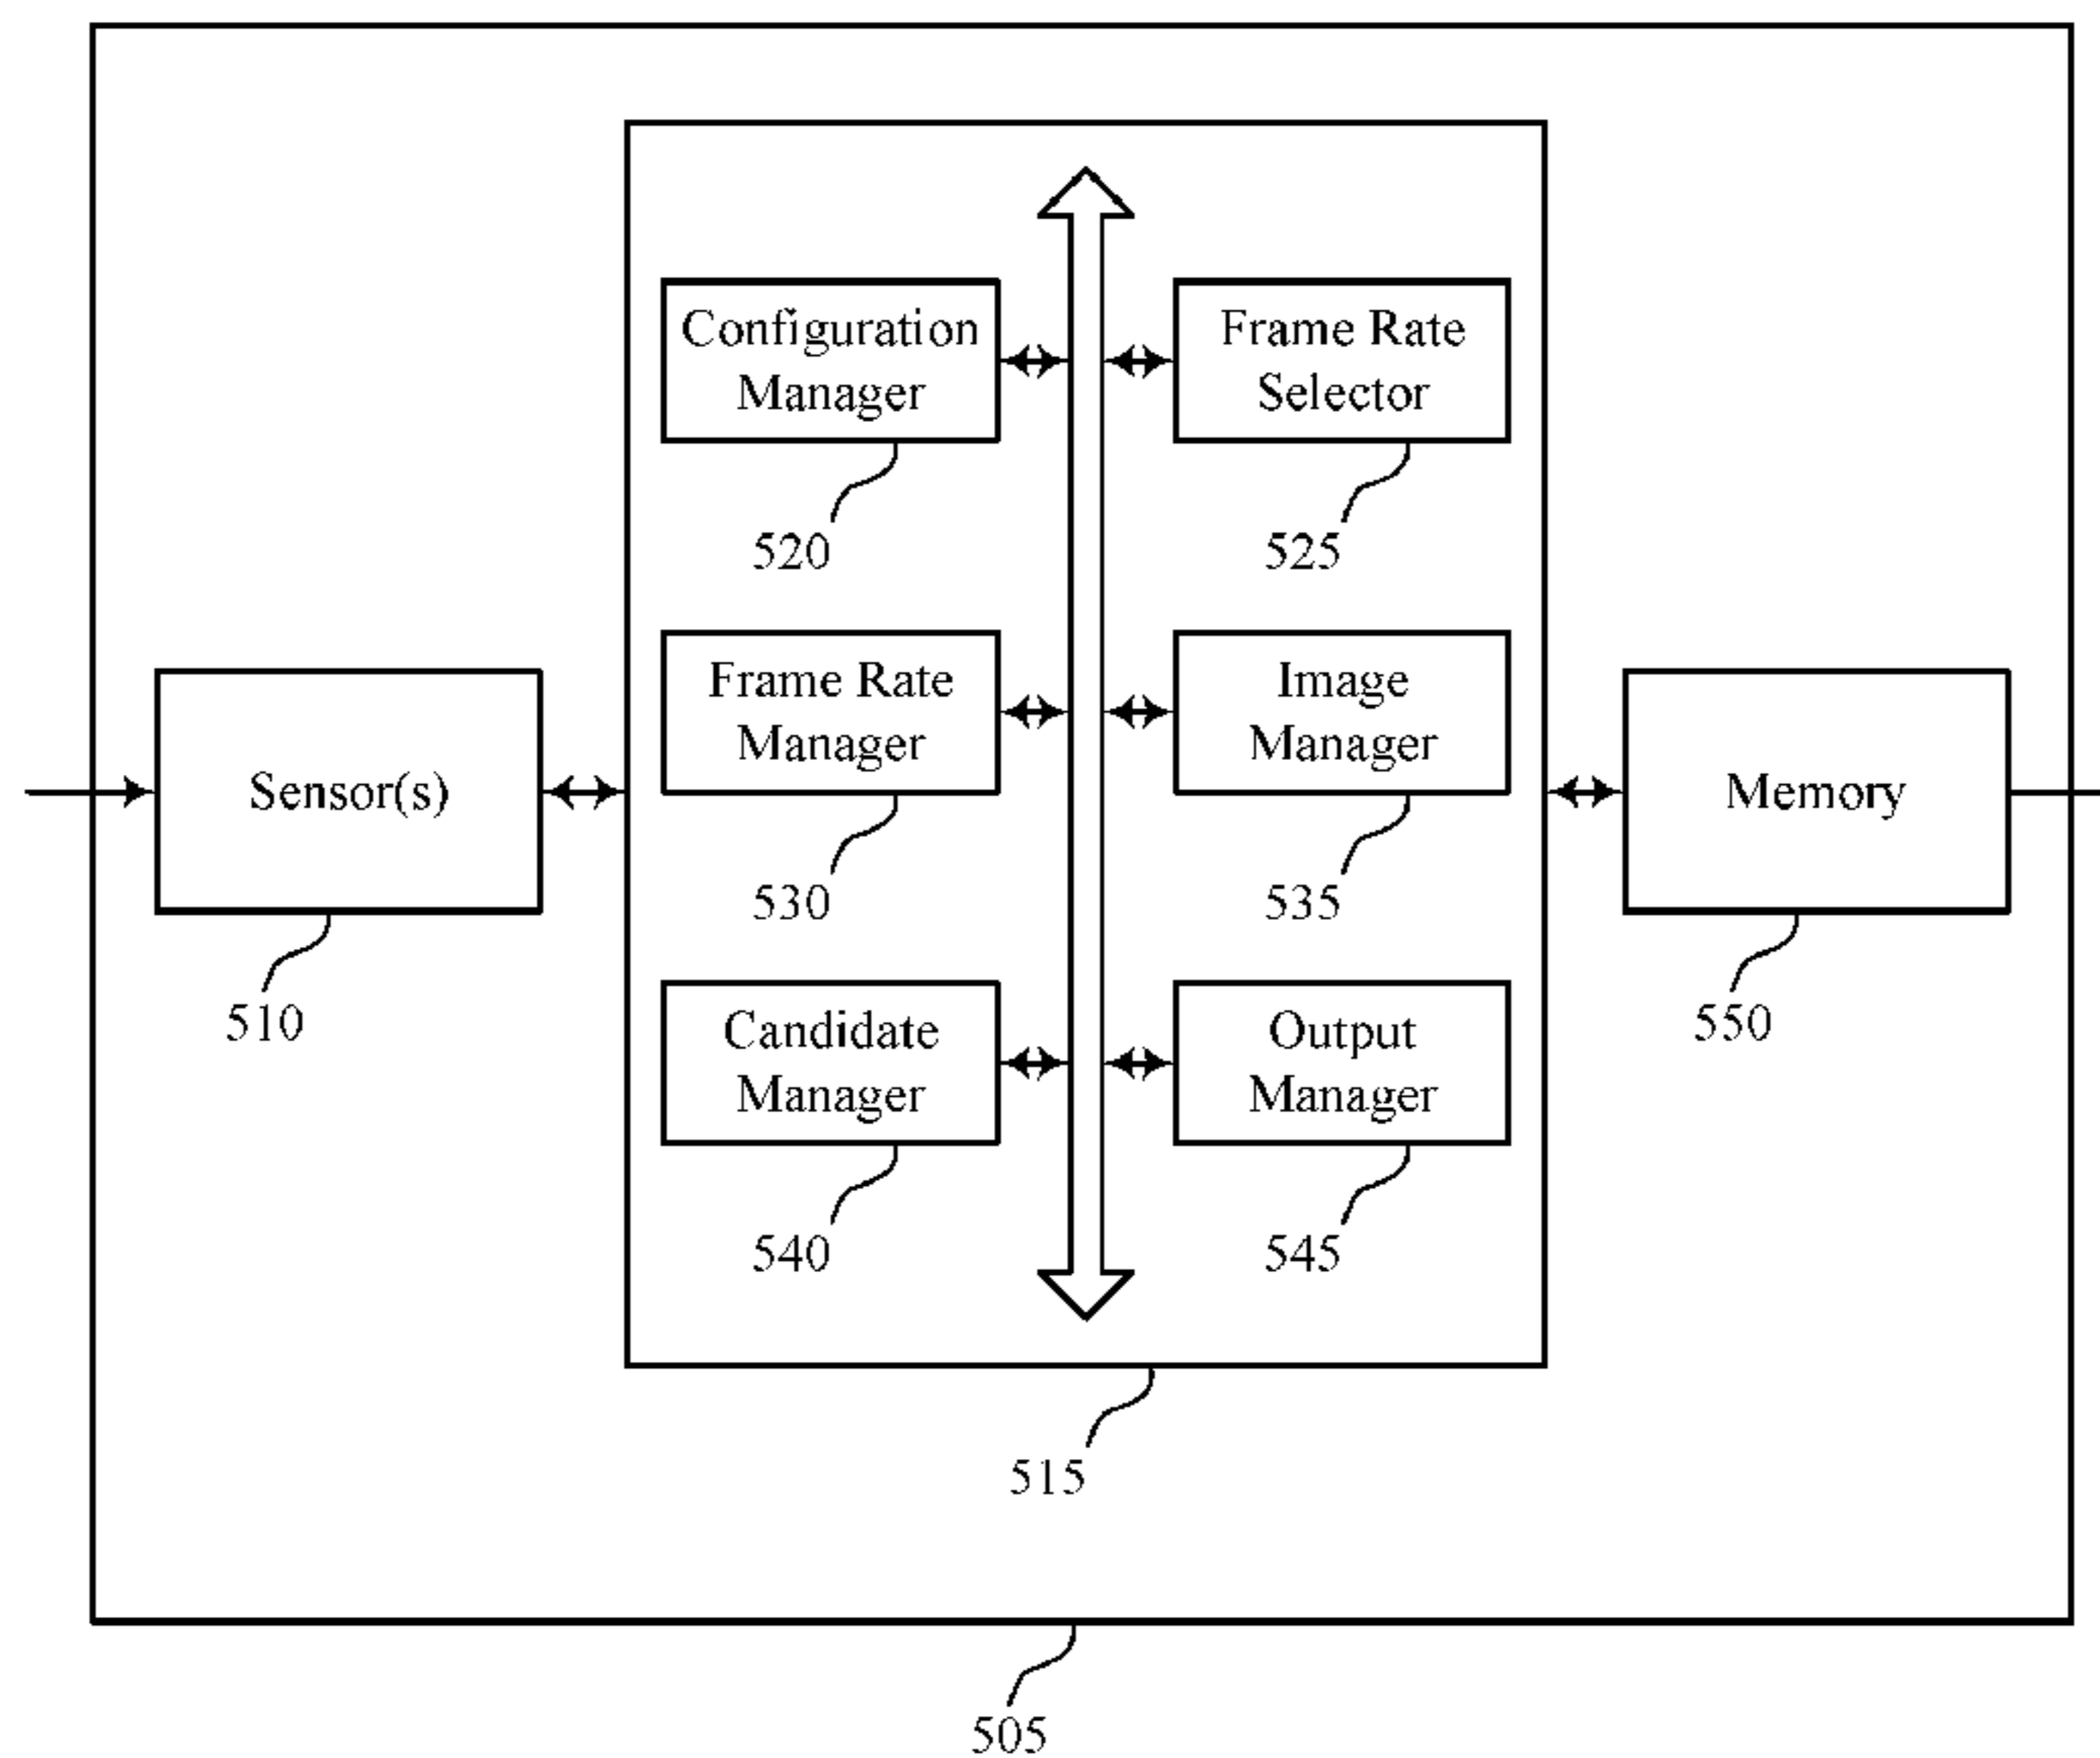 Configuration
Manager
520
Frame Rate
Selector
525
Sensor(s)
510
Frame Rate
Manager
530
Image
Manager
535
Memory
550
Candidate
Manager
540
Output
Manager
545
515
505